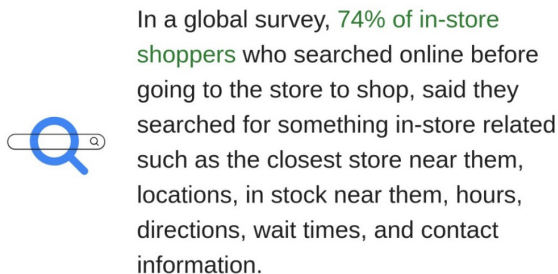 In a global survey, 74% of in-store
shoppers who searched online before
going to the store to shop, said they
searched for something in-store related
such as the closest store near them,
locations, in stock near them, hours,
directions, wait times, and contact
information.